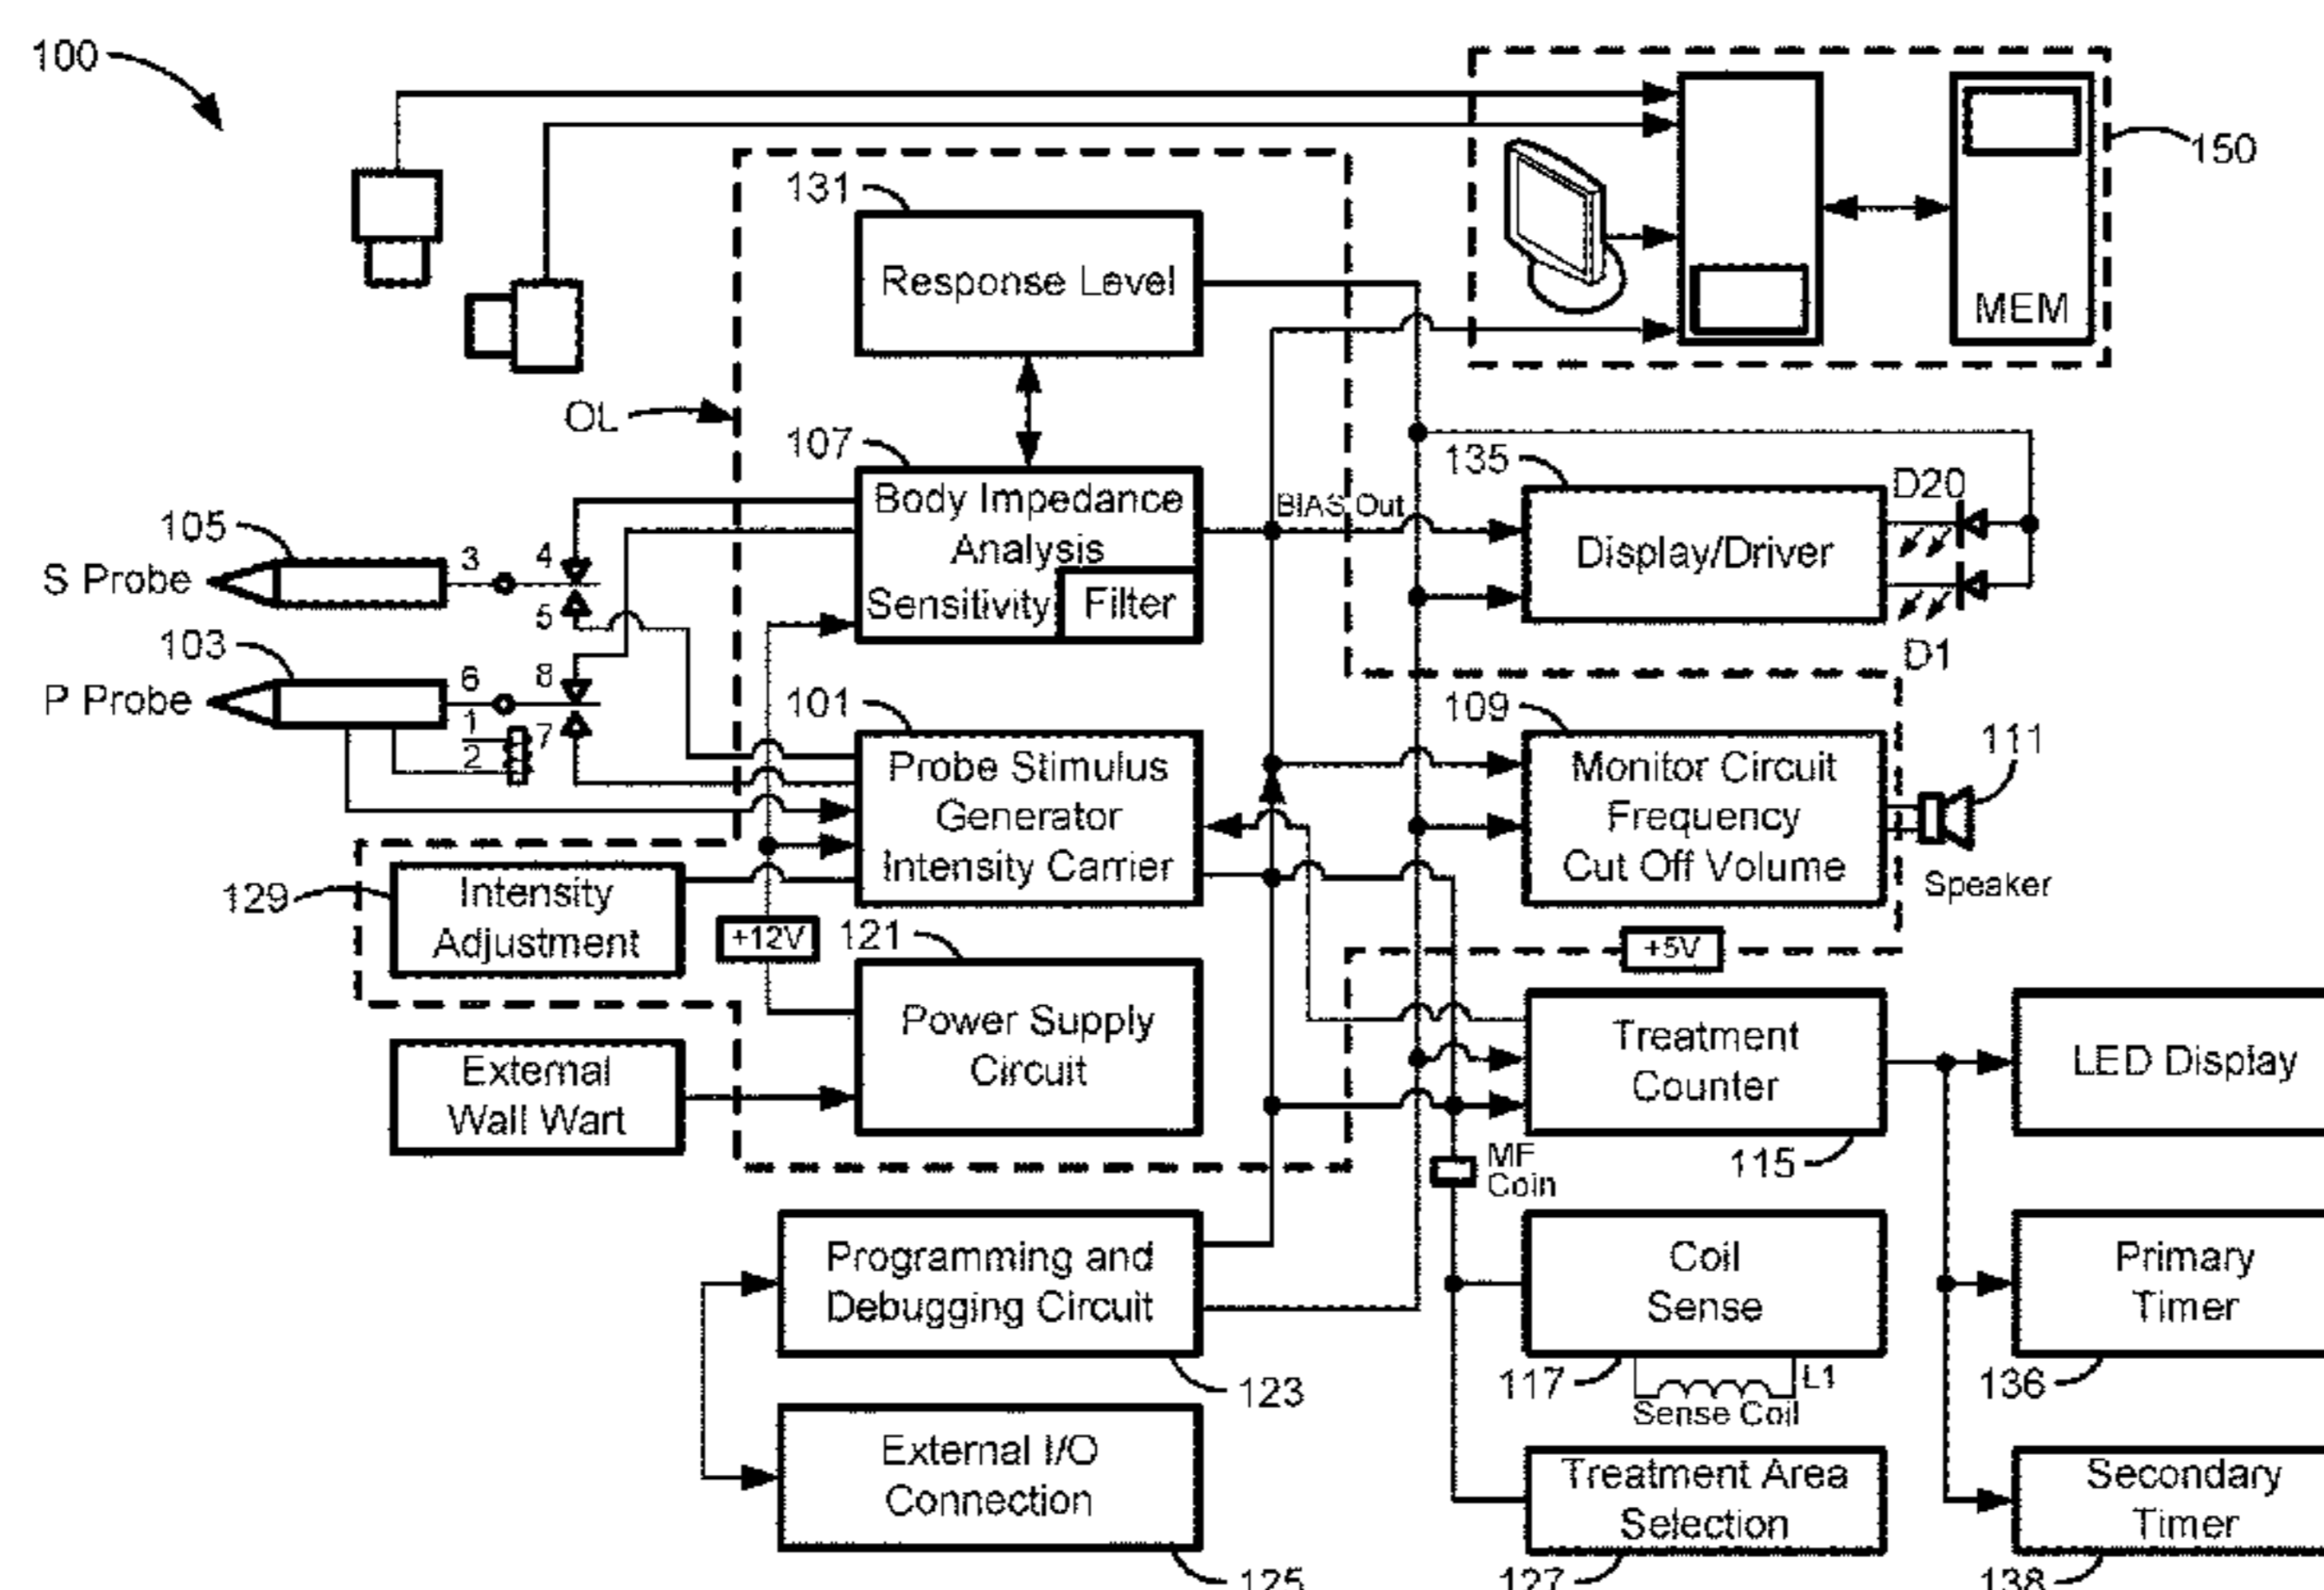 100
150
131
Response Level
MEM
OL
107
Body Impedance
Analysis
Sensitivity
Filter
BIAS Out
135
Display/Driver
D20
D1
105
S Probe
3
4
5
103
P Probe
6
8
1
2
7
101
Probe Stimulus
Generator
Intensity Carrier
109
Monitor Circuit
Frequency
Cut Off Volume
111
Speaker
129
Intensity
Adjustment
+12V
121
Power Supply
Circuit
+5V
External
Wall Wart
Treatment
Counter
115
LED Display
MF
Coin
Programming and
Debugging Circuit
123
Coil
Sense
117
L1
Sense Coil
Primary
Timer
136
External I/O
Connection
125
Treatment Area
Selection
127
Secondary
Timer
138